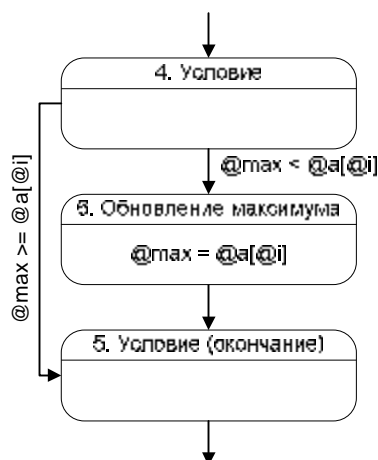 4. Условие
@max < @a[@i]
@max >= @a[@i]
6. Обновление максимума
@max = @a[@i]
5. Условие (окончание)